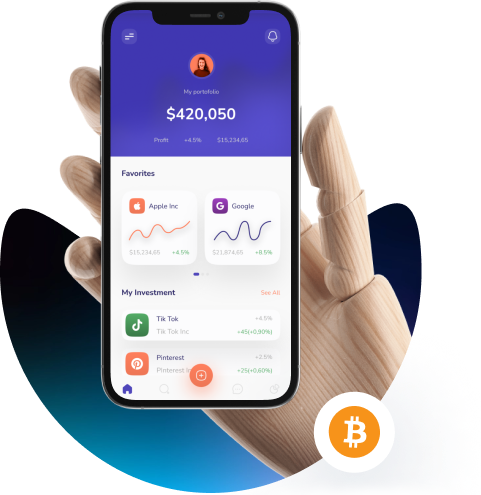 My portofolio
$420,050
Profit +4.5% $15,234,65
Favorites
Apple Inc
$15,234,65 +4.5%
Google
$21,874,65 +8.5%
My Investment See All
Tik Tok +4.5%
Tik Tok Inc +45(+0.90%)
Pinterest +2.5%
Pinterest +25(+0.60%)